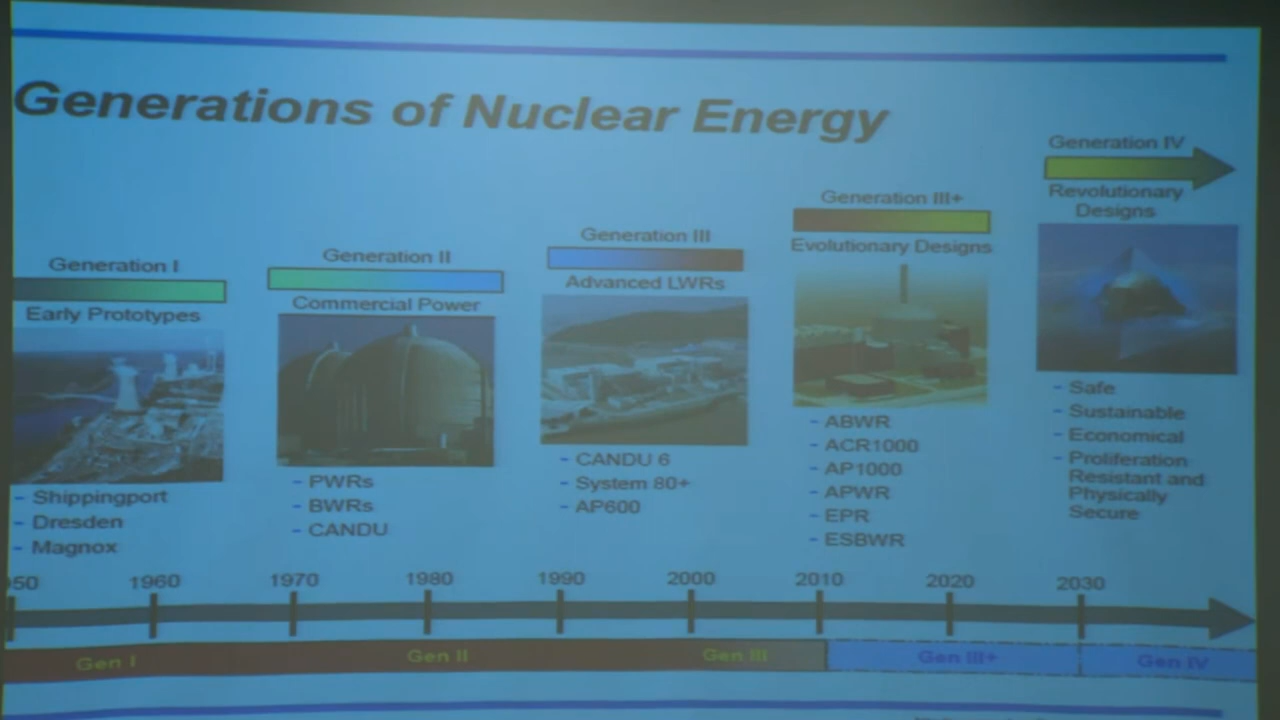 Generations of Nuclear Energy
Generation I
Early Prototypes
- Shippingport
- Dresden
- Magnox
Generation II
Commercial Power
- PWRs
- BWRs
- CANDU
Generation III
Advanced LWRs
- CANDU 6
- System 80+
- AP600
Generation III+
Evolutionary Designs
- ABWR
- ACR1000
- AP1000
- APWR
- EPR
- ESBWR
Generation IV
Revolutionary
Designs
- Safe
- Sustainable
- Economical
- Proliferation
Resistant and
Physically
Secure
50 1960 1970 1980 1990 2000 2010 2020 2030
Gen I Gen II Gen III Gen III+ Gen IV